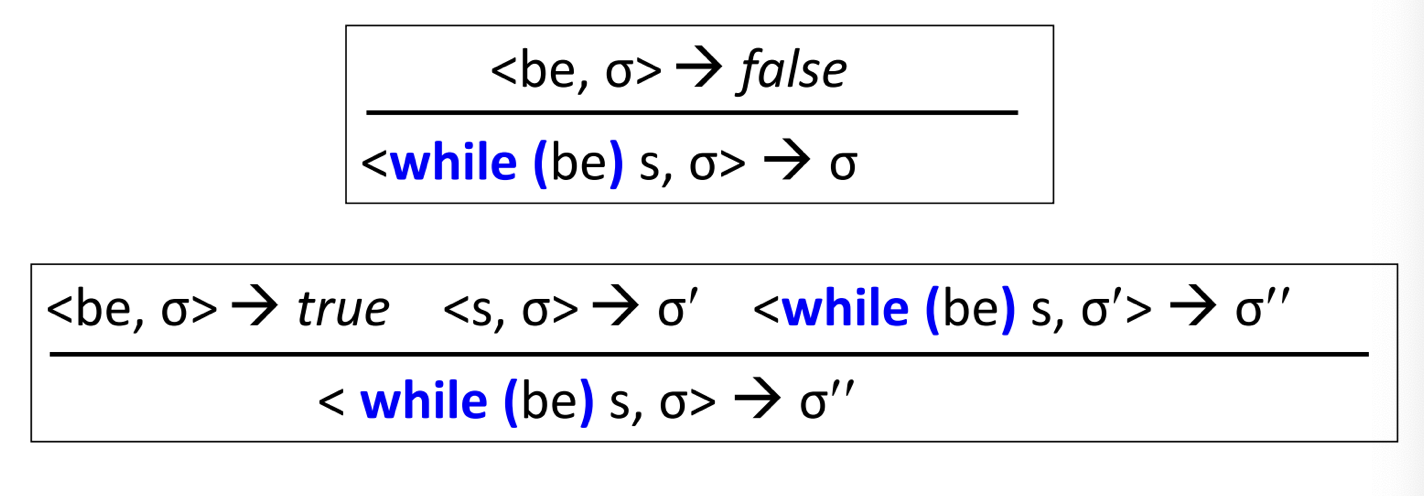 <be, σ> → false
<while (be) s, σ> → σ
<be, σ> → true <s, σ> → σ′ <while (be) s, σ′> → σ′′
< while (be) s, σ> → σ′′